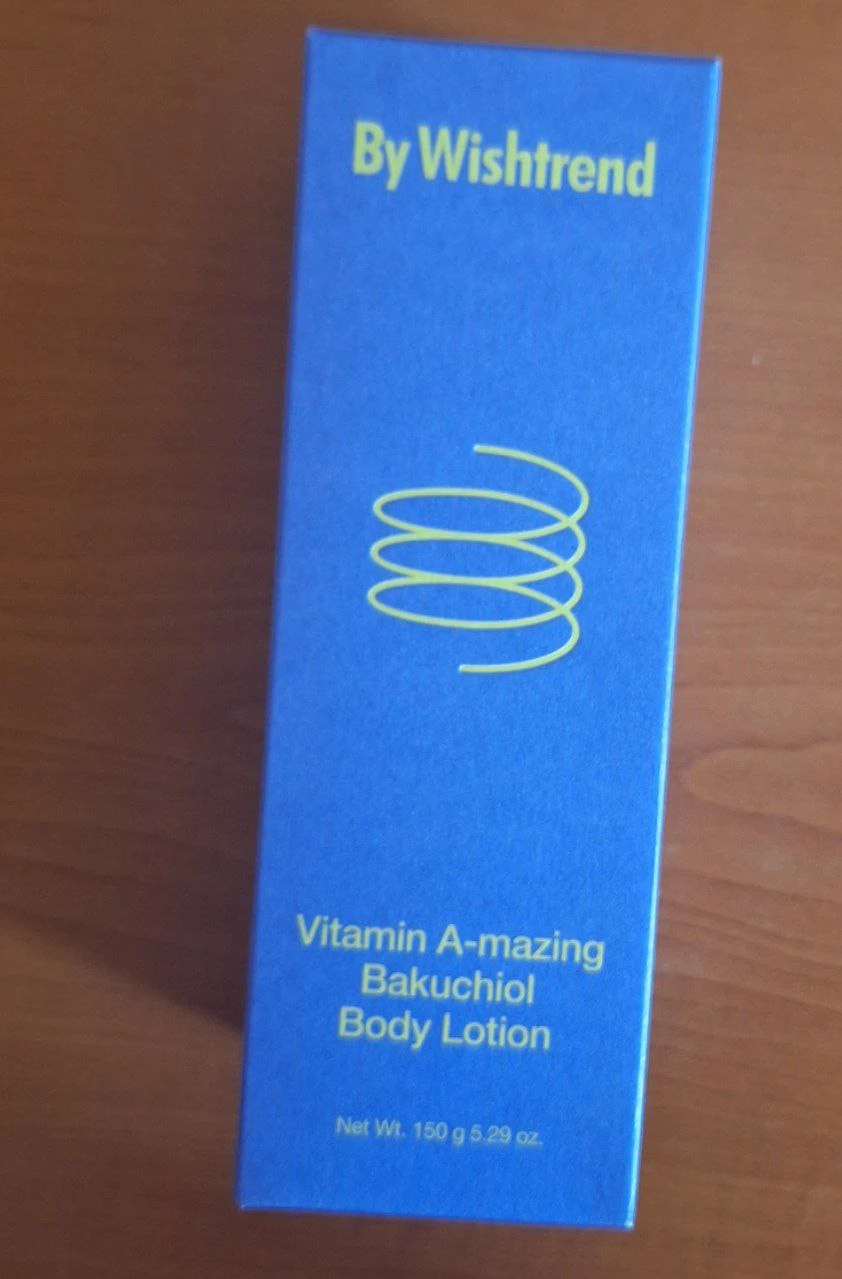 By Wishtrend
Vitamin A-mazing
Bakuchiol
Body Lotion
Net Wt. 150 g 5.29 oz.